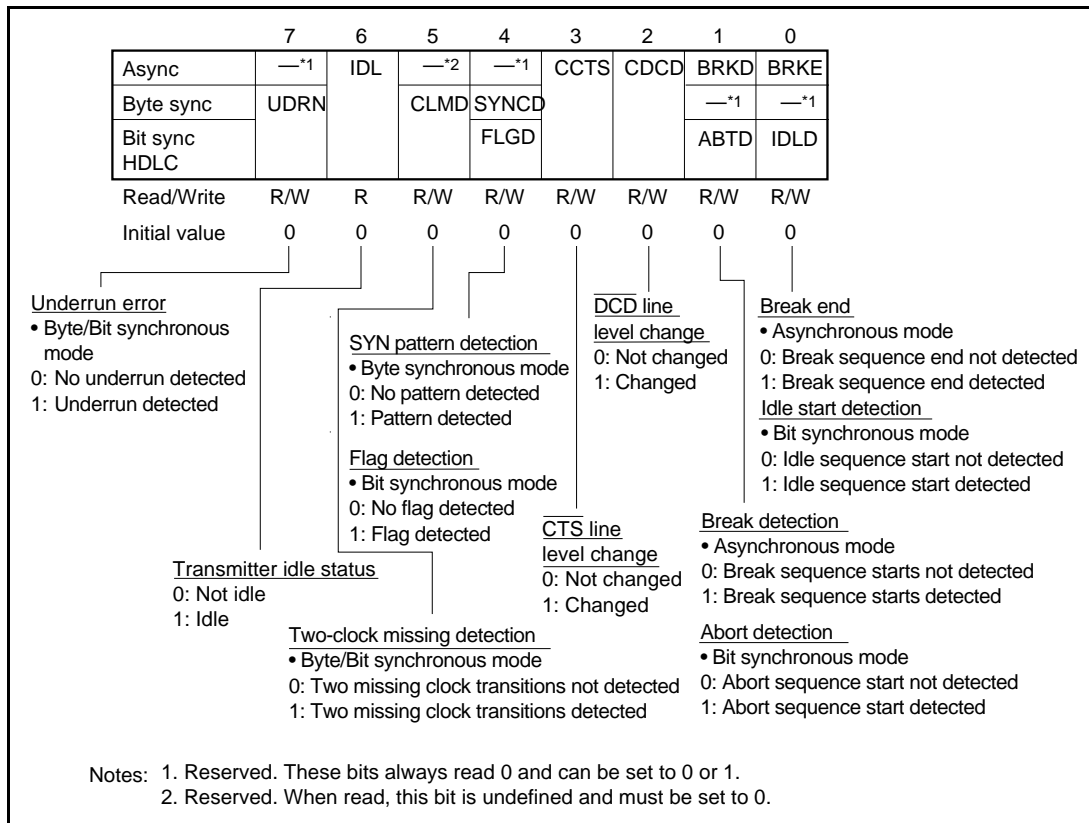 7 6 5 4 3 2 1 0
Async —*1 IDL —*2 —*1 CCTS CDCD BRKD BRKE
Byte sync UDRN CLMD SYNCD —*1 —*1
Bit sync HDLC FLGD ABTD IDLD
Read/Write R/W R R/W R/W R/W R/W R/W R/W
Initial value 0 0 0 0 0 0 0 0
Underrun error
• Byte/Bit synchronous
mode
0: No underrun detected
1: Underrun detected
Transmitter idle status
0: Not idle
1: Idle
Two-clock missing detection
• Byte/Bit synchronous mode
0: Two missing clock transitions not detected
1: Two missing clock transitions detected
SYN pattern detection
• Byte synchronous mode
0: No pattern detected
1: Pattern detected
Flag detection
• Bit synchronous mode
0: No flag detected
1: Flag detected
CTS line
level change
0: Not changed
1: Changed
DCD line
level change
0: Not changed
1: Changed
Break detection
• Asynchronous mode
0: Break sequence starts not detected
1: Break sequence starts detected
Abort detection
• Bit synchronous mode
0: Abort sequence start not detected
1: Abort sequence start detected
Break end
• Asynchronous mode
0: Break sequence end not detected
1: Break sequence end detected
Idle start detection
• Bit synchronous mode
0: Idle sequence start not detected
1: Idle sequence start detected
Notes: 1. Reserved. These bits always read 0 and can be set to 0 or 1.
2. Reserved. When read, this bit is undefined and must be set to 0.